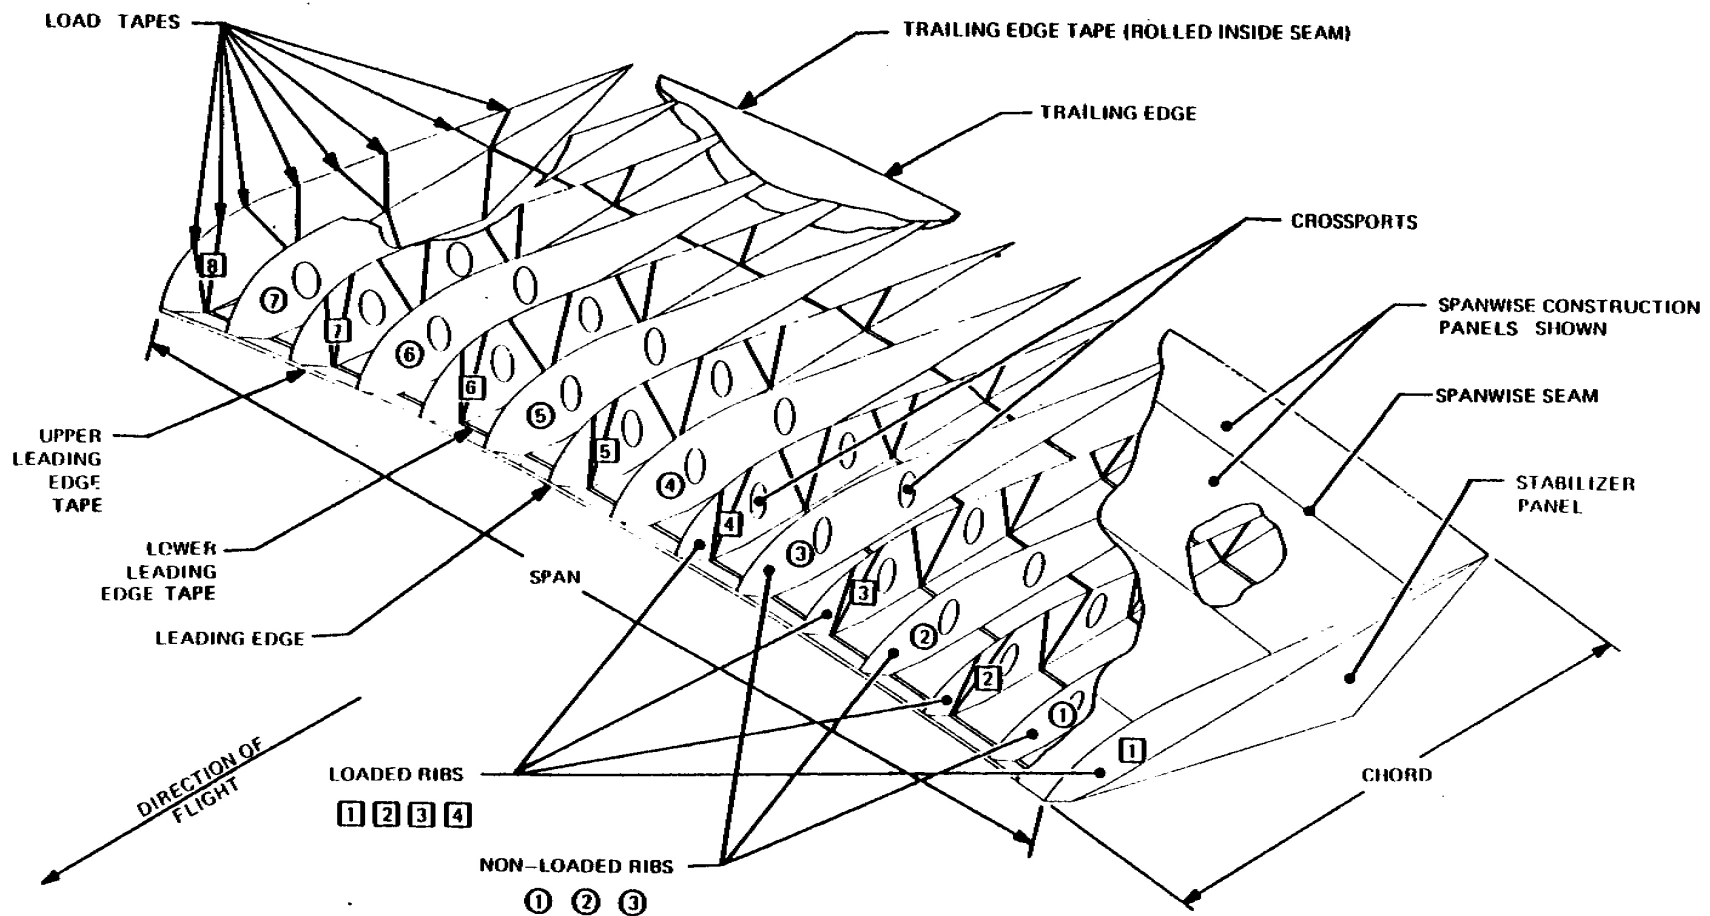 LOAD TAPES
TRAILING EDGE TAPE (ROLLED INSIDE SEAM)
TRAILING EDGE
CROSSPORTS
SPANWISE CONSTRUCTION
PANELS SHOWN
SPANWISE SEAM
STABILIZER
PANEL
UPPER
LEADING
EDGE
TAPE
LOWER
LEADING
EDGE TAPE
LEADING EDGE
SPAN
CHORD
DIRECTION OF
FLIGHT
8
7
7
6
6
5
5
4
4
3
3
2
2
1
1
LOADED RIBS
1 2 3 4
NON-LOADED RIBS
1 2 3